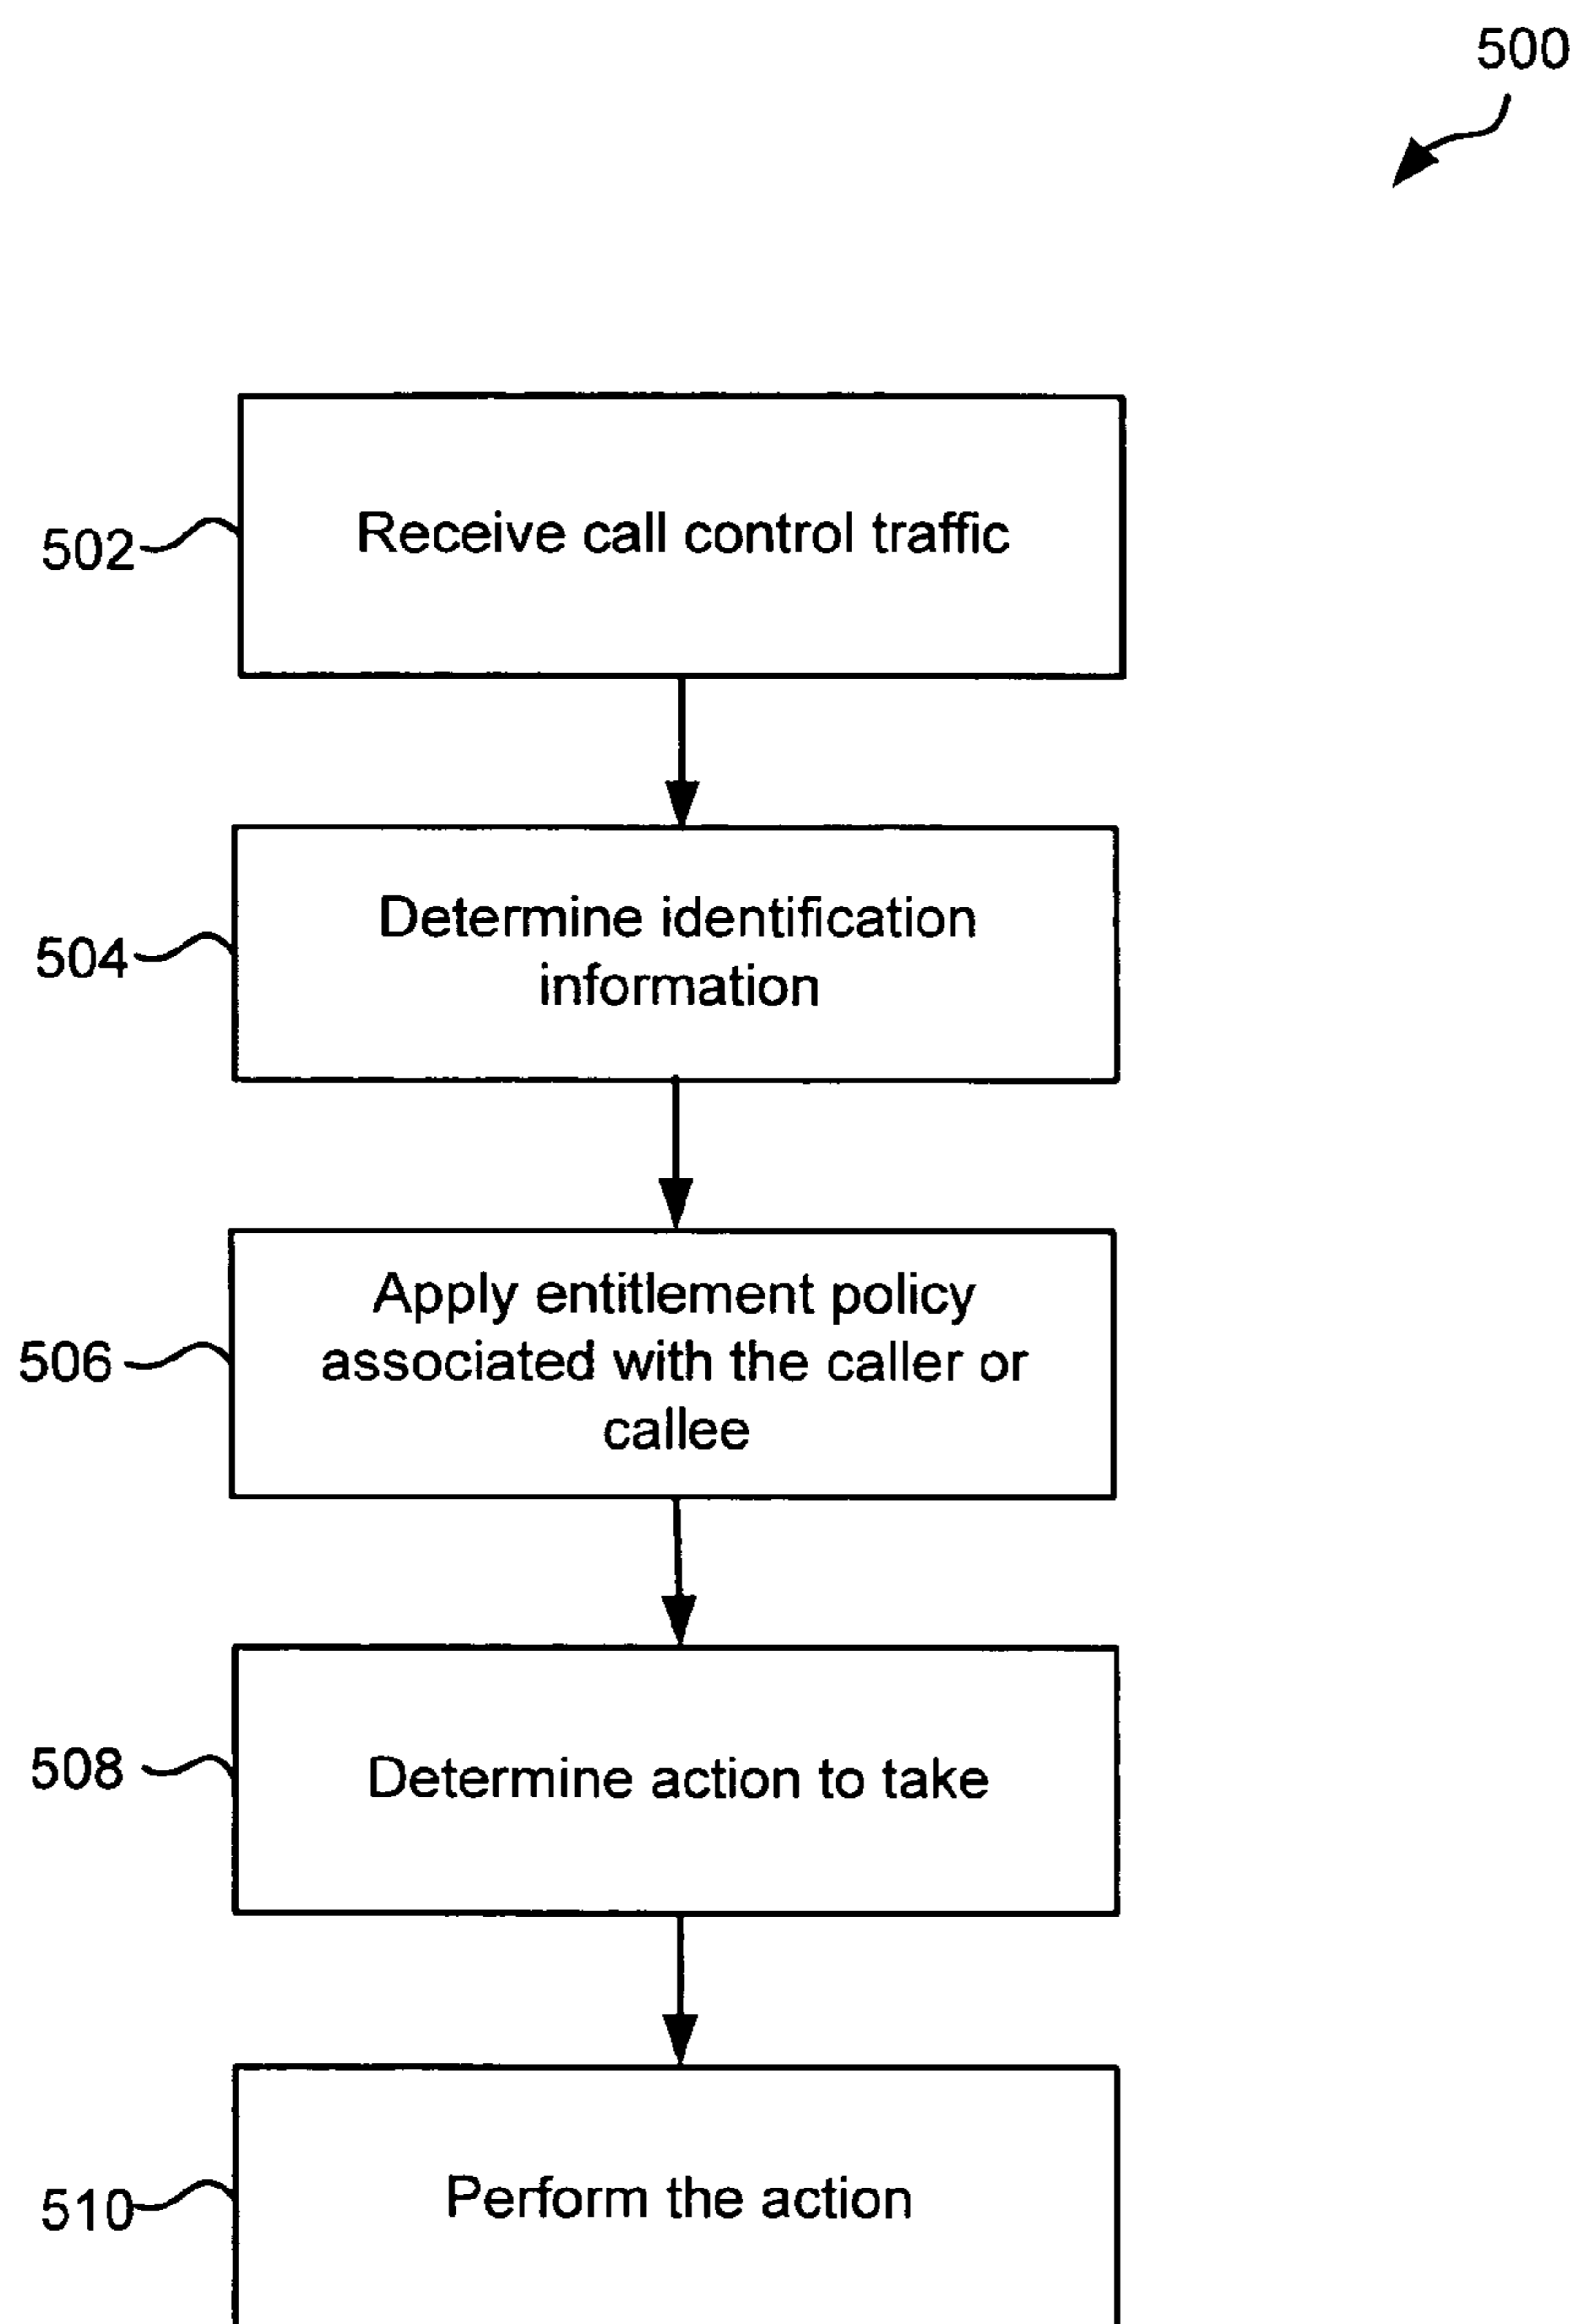 500
502
Receive call control traffic
504
Determine identification
information
506
Apply entitlement policy
associated with the caller or
callee
508
Determine action to take
510
Perform the action